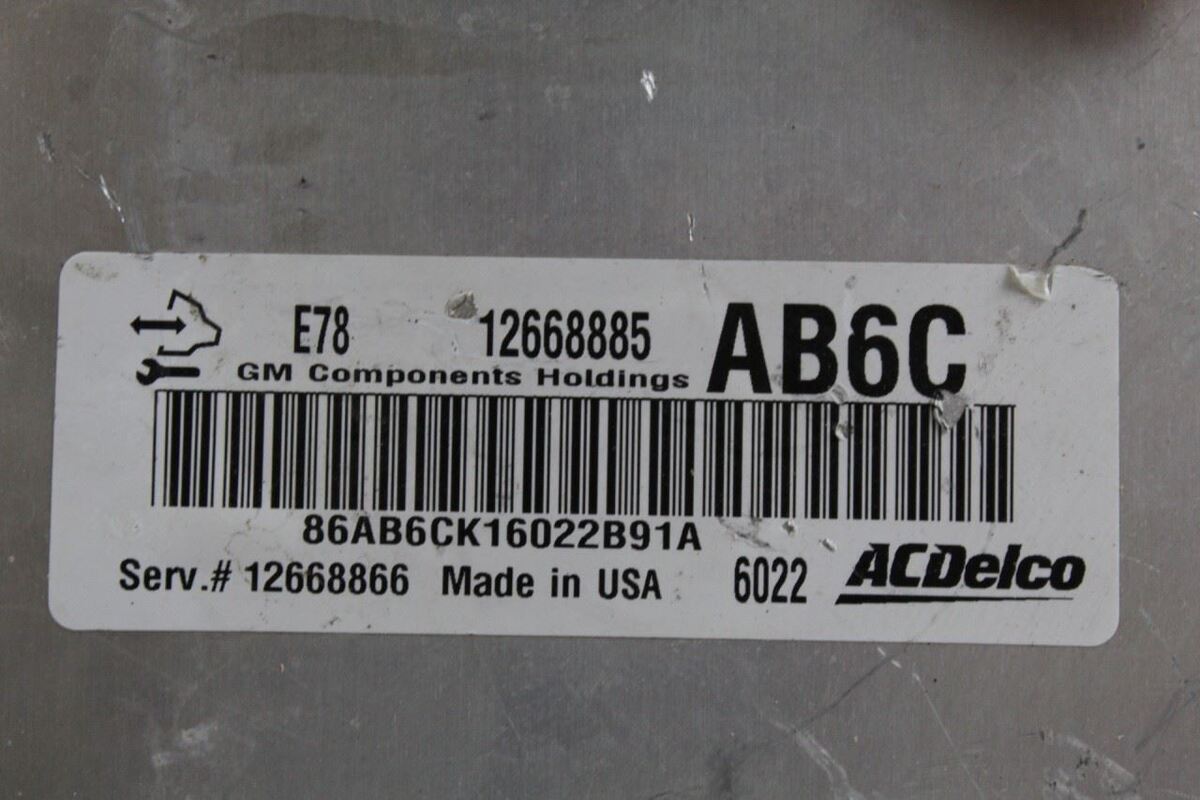 E78 12668885 AB6C
GM Components Holdings
86AB6CK16022B91A
Serv.# 12668866 Made in USA 6022 ACDelco